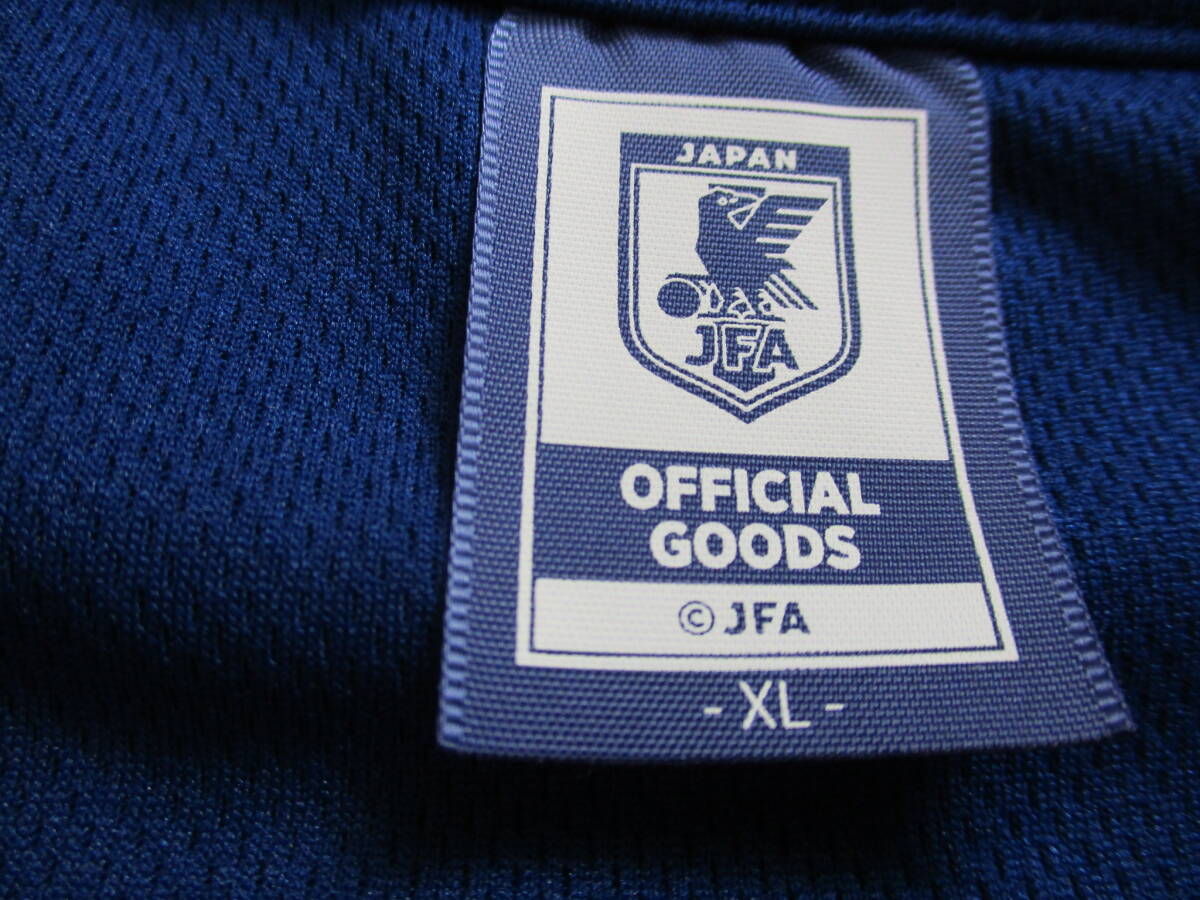 JAPAN
JFA
OFFICIAL
GOODS
© JFA
- XL -